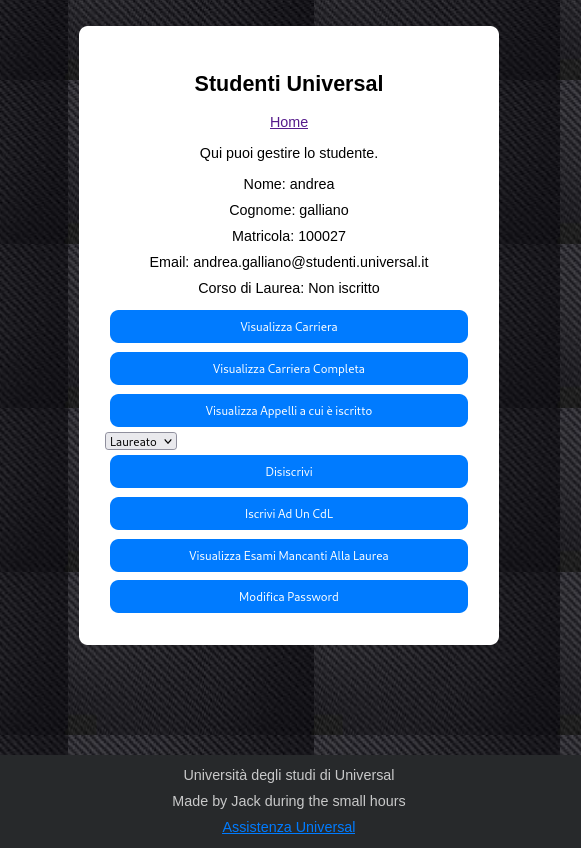 Studenti Universal
Home
Qui puoi gestire lo studente.
Nome: andrea
Cognome: galliano
Matricola: 100027
Email: andrea.galliano@studenti.universal.it
Corso di Laurea: Non iscritto
Visualizza Carriera
Visualizza Carriera Completa
Visualizza Appelli a cui è iscritto
Laureato
Disiscrivi
Iscrivi Ad Un CdL
Visualizza Esami Mancanti Alla Laurea
Modifica Password
Università degli studi di Universal
Made by Jack during the small hours
Assistenza Universal